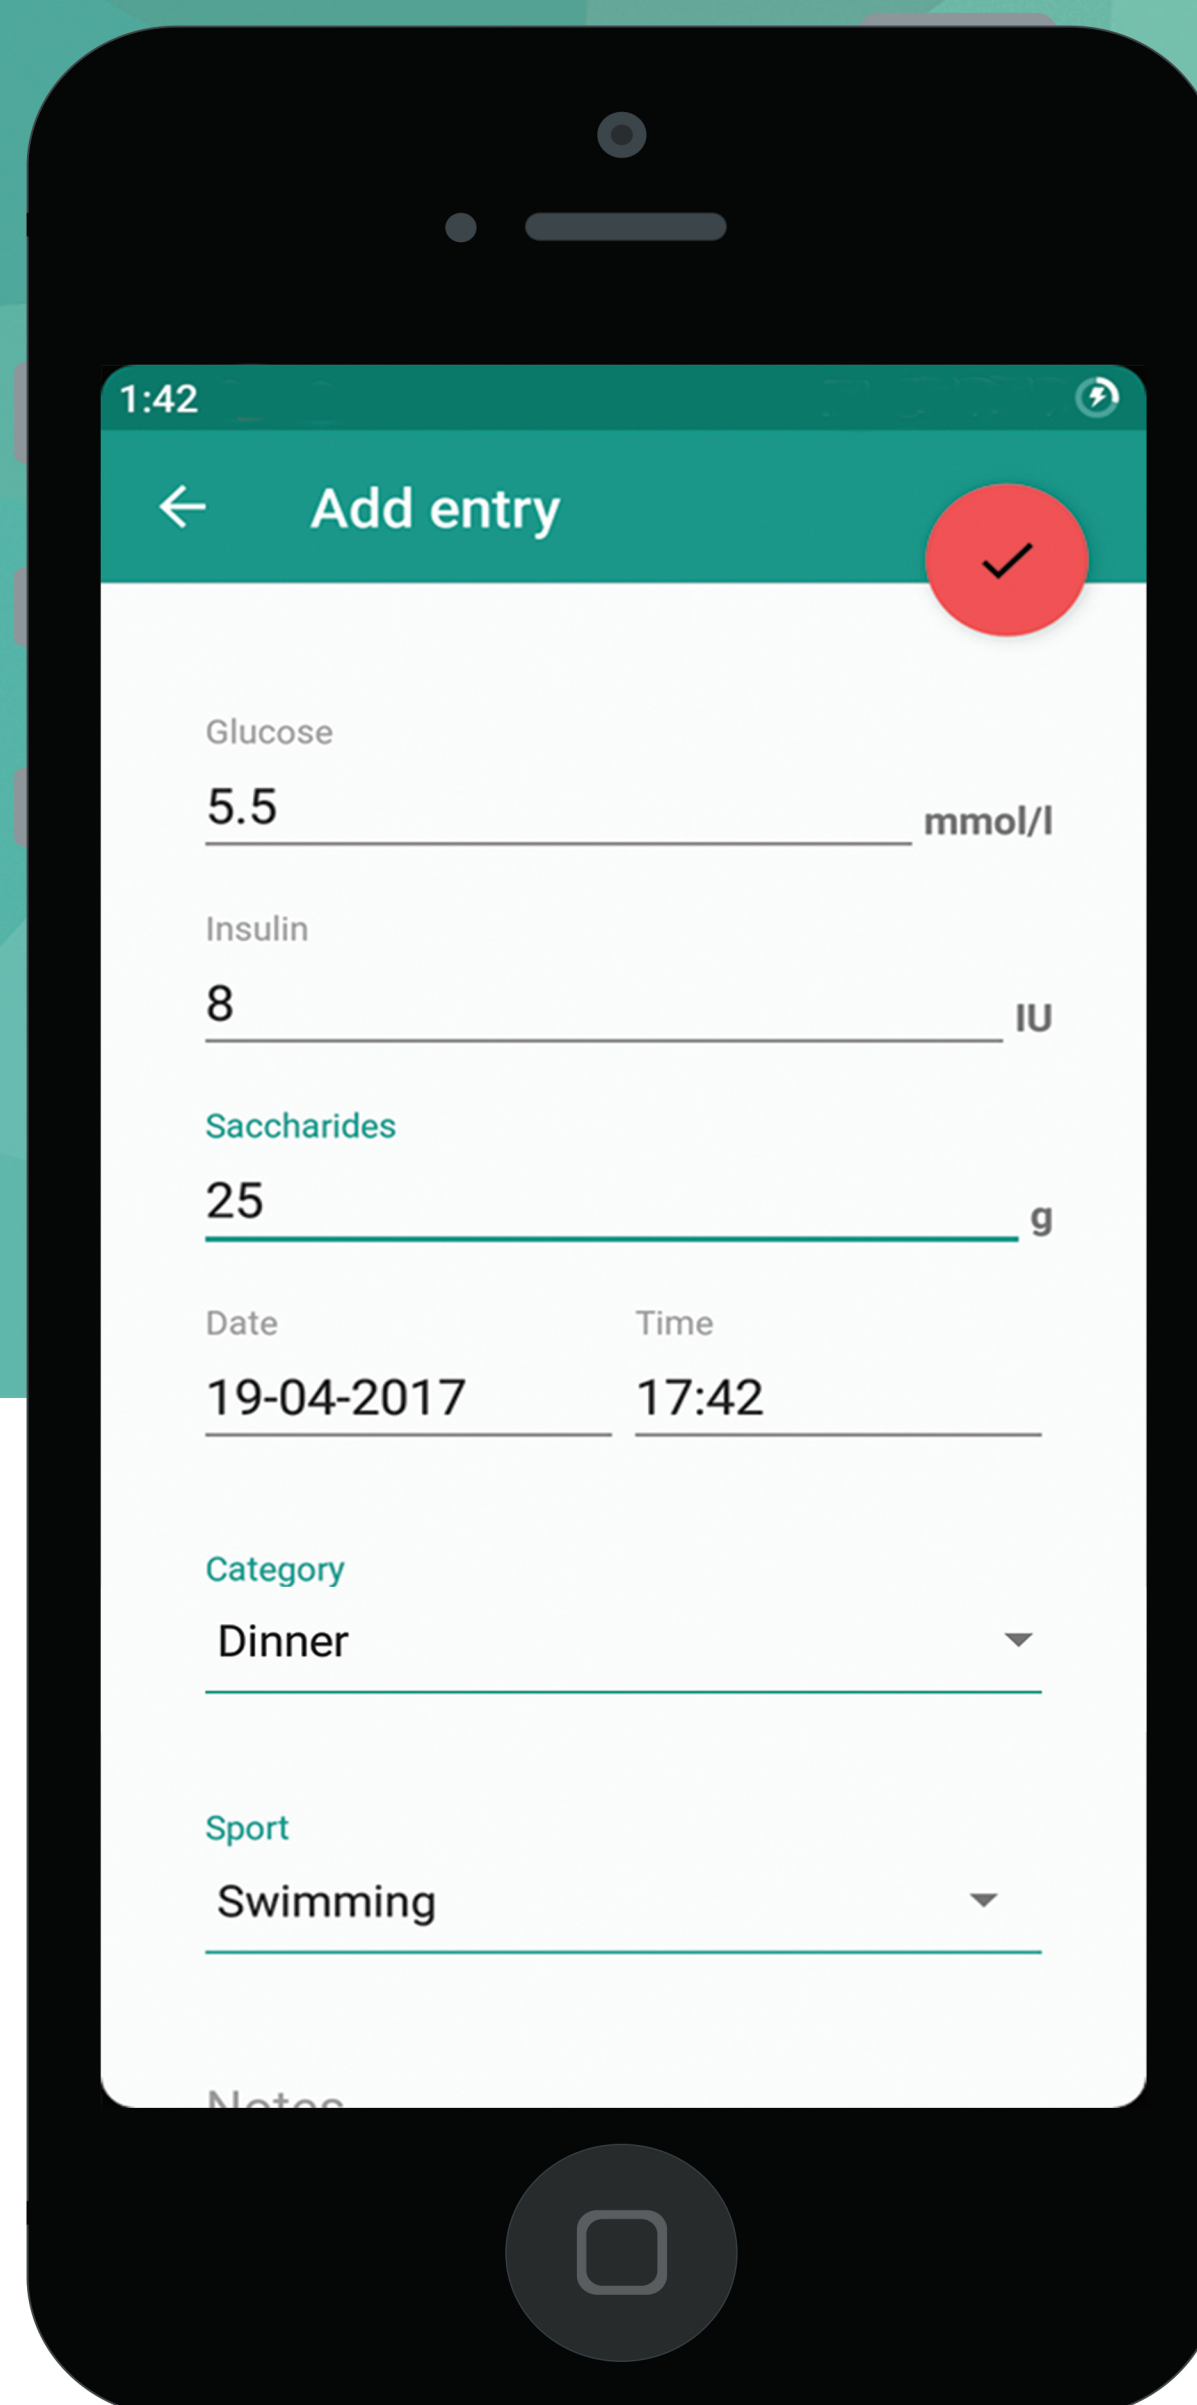 1:42
Add entry
Glucose
5.5 mmol/l
Insulin
8 IU
Saccharides
25 g
Date Time
19-04-2017 17:42
Category
Dinner
Sport
Swimming
Notes